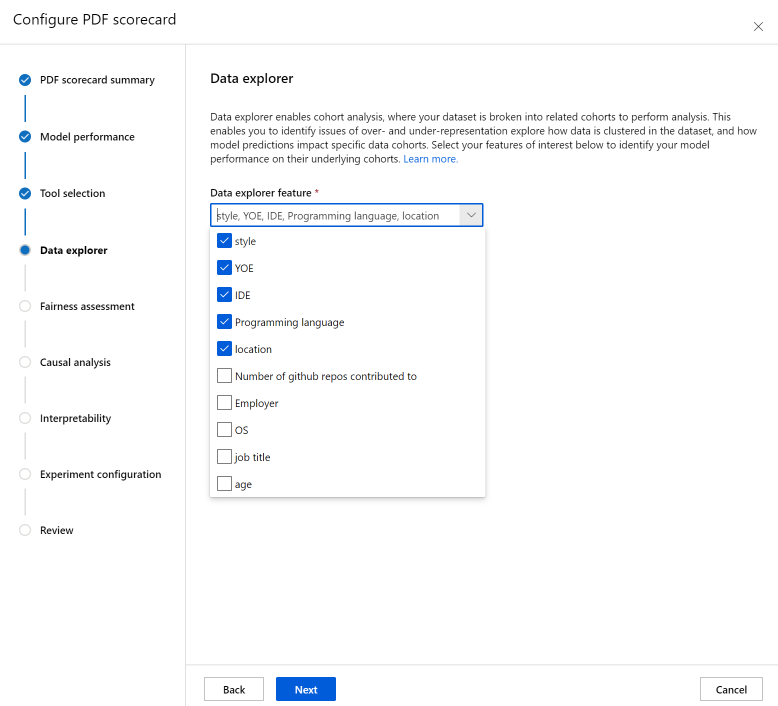 Configure PDF scorecard
PDF scorecard summary
Model performance
Tool selection
Data explorer
Fairness assessment
Causal analysis
Interpretability
Experiment configuration
Review
Data explorer
Data explorer enables cohort analysis, where your dataset is broken into related cohorts to perform analysis. This
enables you to identify issues of over- and under-representation explore how data is clustered in the dataset, and how
model predictions impact specific data cohorts. Select your features of interest below to identify your model
performance on their underlying cohorts. Learn more.
Data explorer feature *
style, YOE, IDE, Programming language, location
style
YOE
IDE
Programming language
location
Number of github repos contributed to
Employer
OS
job title
age
Back
Next
Cancel